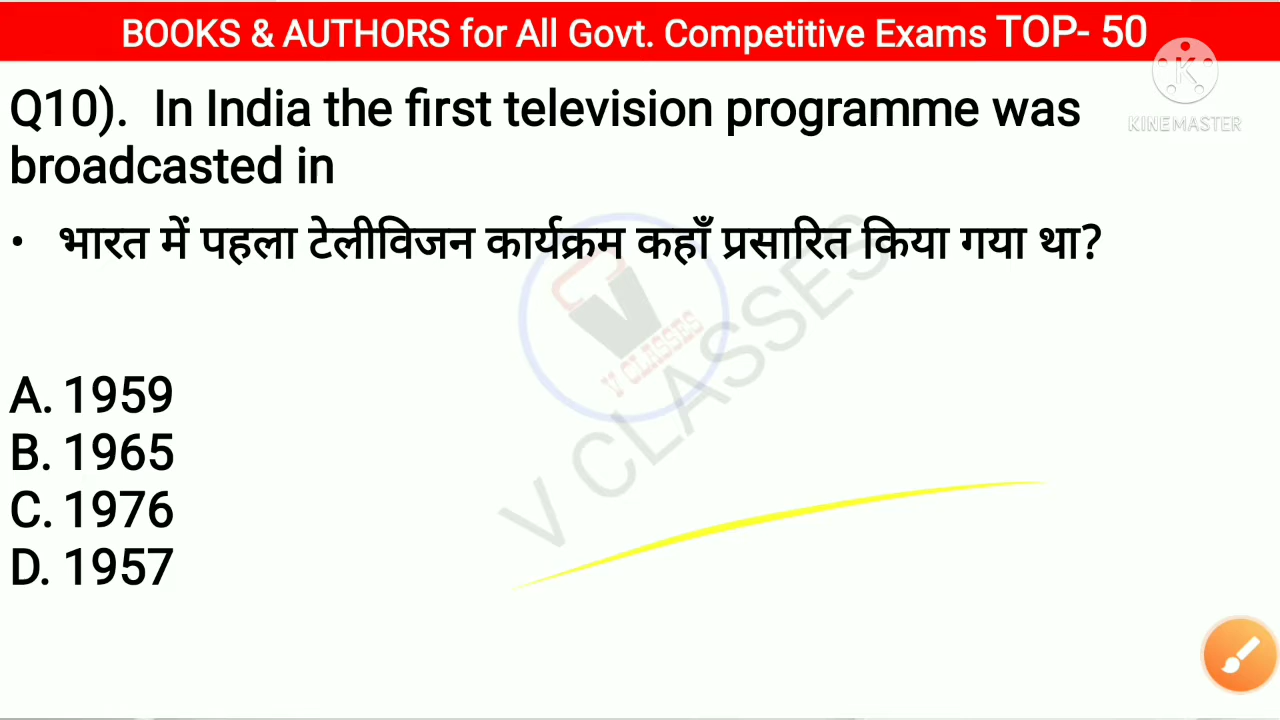 BOOKS & AUTHORS for All Govt. Competitive Exams TOP- 50
KINEMASTER
Q10). In India the first television programme was
broadcasted in
• भारत में पहला टेलीविजन कार्यक्रम कहाँ प्रसारित किया गया था?
V CLASSES
V CLASSES
A. 1959
B. 1965
C. 1976
D. 1957